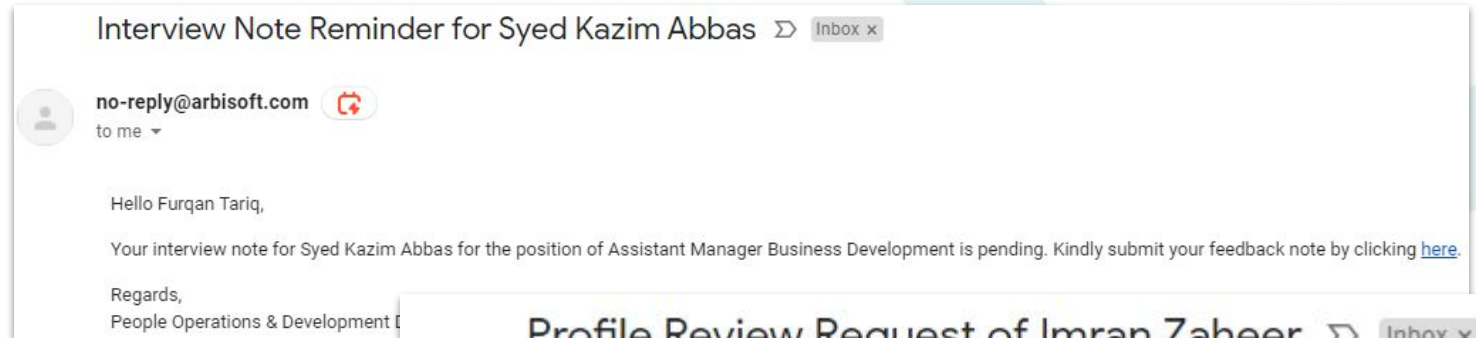 Interview Note Reminder for Syed Kazim Abbas Inbox x
no-reply@arbisoft.com
to me
Hello Furqan Tariq,
Your interview note for Syed Kazim Abbas for the position of Assistant Manager Business Development is pending. Kindly submit your feedback note by clicking here.
Regards,
People Operations & Development
Profile Review Request of Imran Zaheer Inbox x